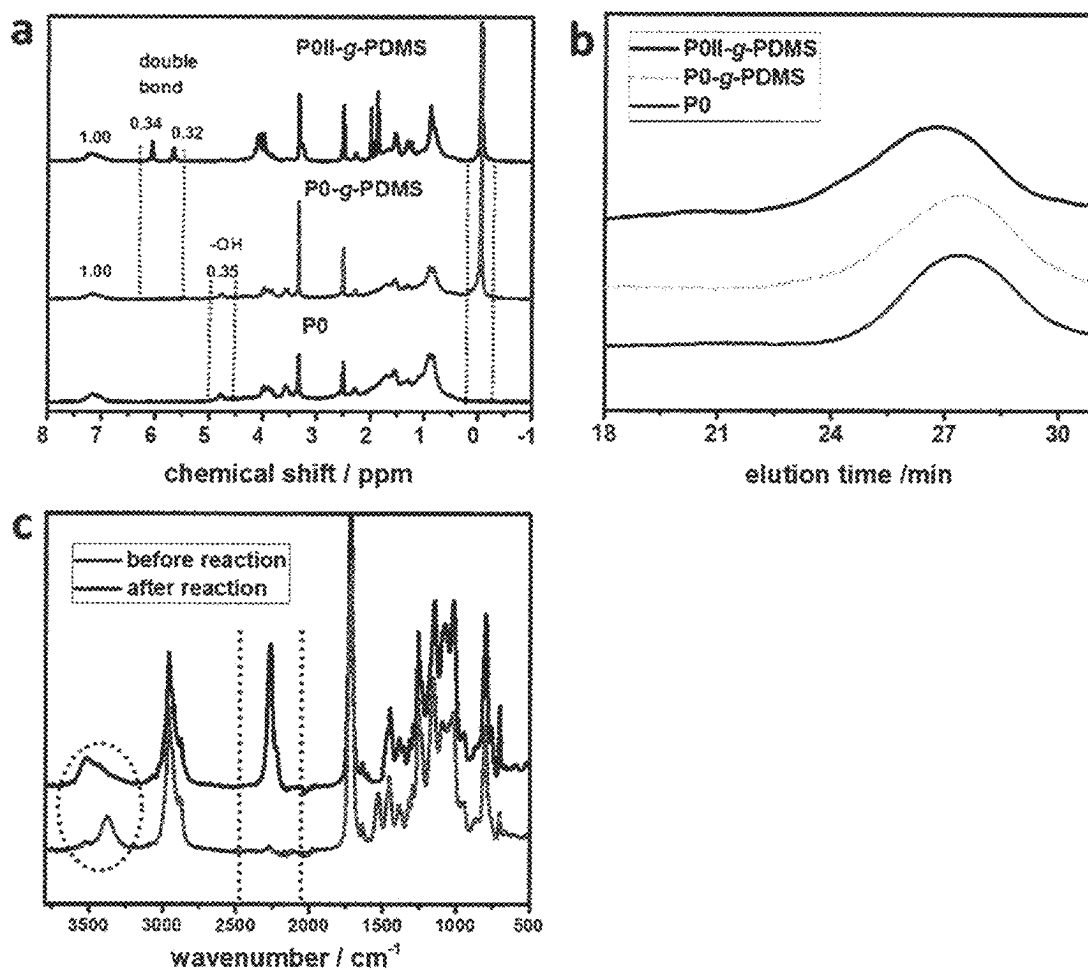 a
P0II-g-PDMS
double
bond
1.00
0.34
0.32
P0-g-PDMS
-OH
1.00
0.35
P0
8 7 6 5 4 3 2 1 0 -1
chemical shift / ppm
b
P0II-g-PDMS
P0-g-PDMS
P0
18 21 24 27 30
elution time /min
c
before reaction
after reaction
3500 3000 2500 2000 1500 1000 500
wavenumber / cm⁻¹